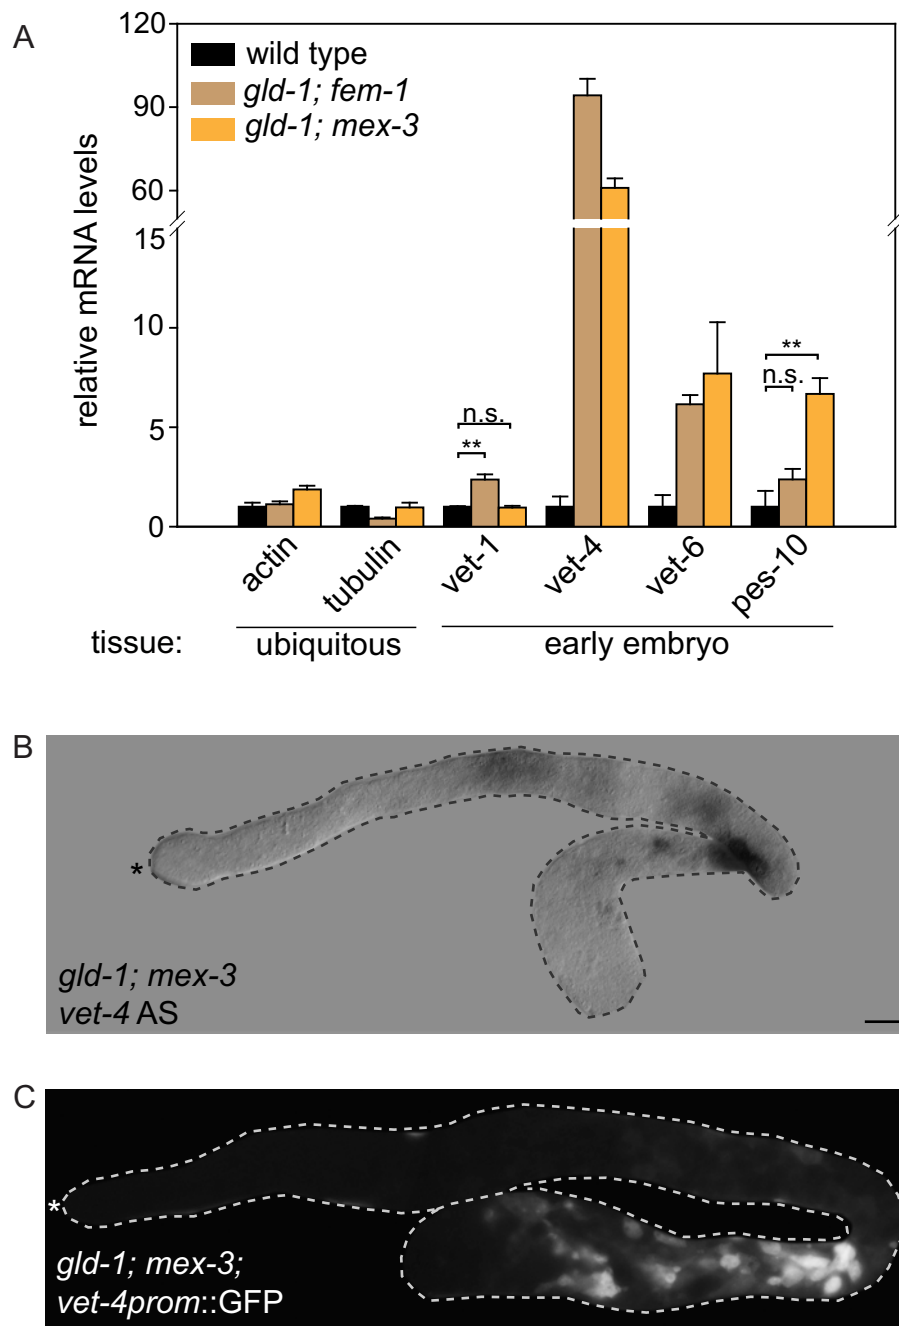 A
relative mRNA levels
120
90
60
15
10
5
0
wild type
gld-1; fem-1
gld-1; mex-3
n.s.
**
**
n.s.
actin
tubulin
vet-1
vet-4
vet-6
pes-10
tissue:
ubiquitous
early embryo
B
*
gld-1; mex-3
vet-4 AS
C
*
gld-1; mex-3;
vet-4prom::GFP